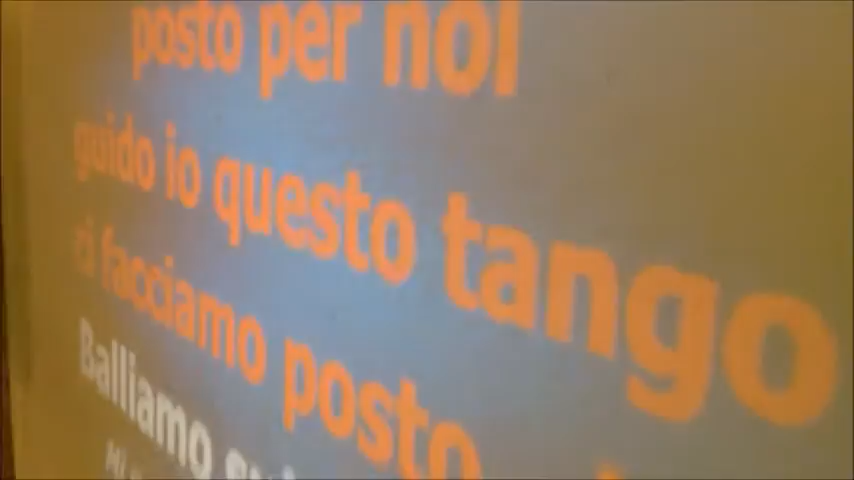 posto per noi
guido io questo tango
ci facciamo posto
Balliamo